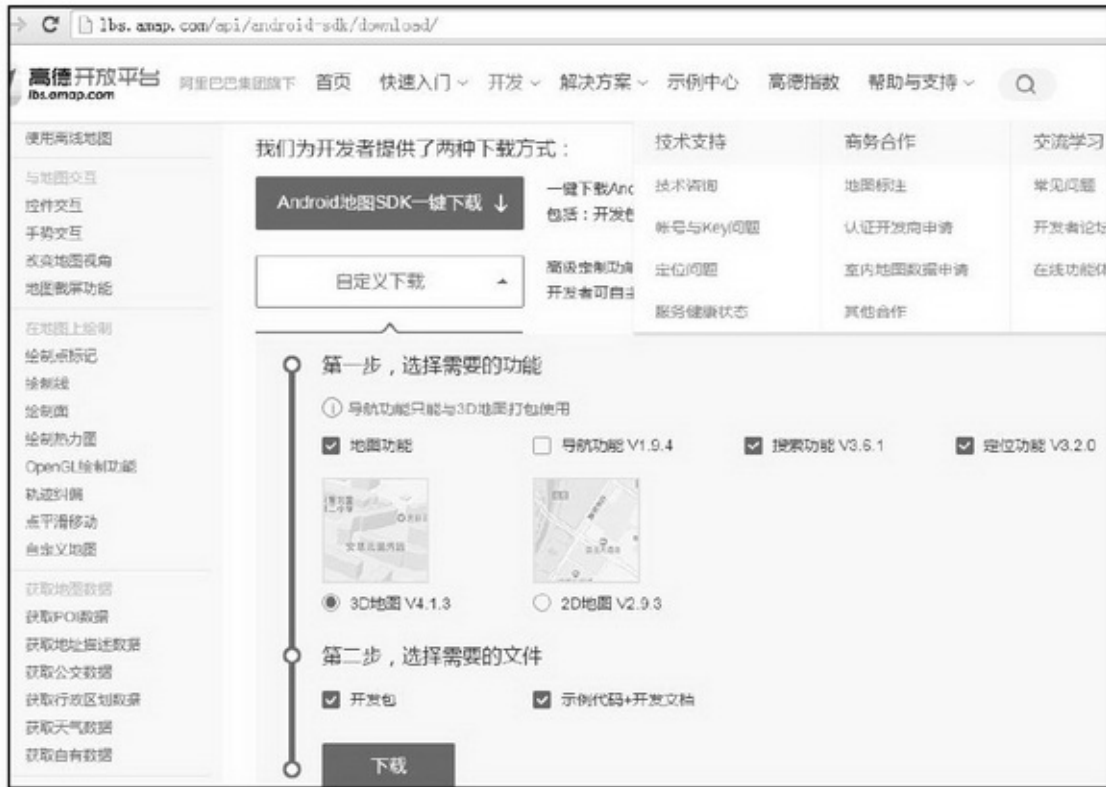 lbs.amap.com/api/android-sdk/download/
高德开放平台
lbs.amap.com
阿里巴巴集团旗下 首页 快速入门 开发 解决方案 示例中心 高德指数 帮助与支持
使用离线地图
与地图交互
控件交互
手势交互
改变地图视角
地图截屏功能
在地图上绘制
绘制点标记
绘制线
绘制面
绘制热力图
OpenGL绘制功能
轨迹纠偏
点平滑移动
自定义地图
获取地图数据
获取POI数据
获取地址描述数据
获取公交数据
获取行政区划数据
获取天气数据
获取自有数据
我们为开发者提供了两种下载方式：
Android地图SDK一键下载
一键下载And
包括：开发包
自定义下载
高级定制功能
开发者可自主
技术支持
技术咨询
帐号与Key问题
定位问题
服务健康状态
商务合作
地图标注
认证开发商申请
室内地图数据申请
其他合作
交流学习
常见问题
开发者论坛
在线功能体
第一步，选择需要的功能
导航功能只能与3D地图打包使用
地图功能 导航功能 V1.9.4 搜索功能 V3.6.1 定位功能 V3.2.0
3D地图 V4.1.3 2D地图 V2.9.3
第二步，选择需要的文件
开发包 示例代码+开发文档
下载